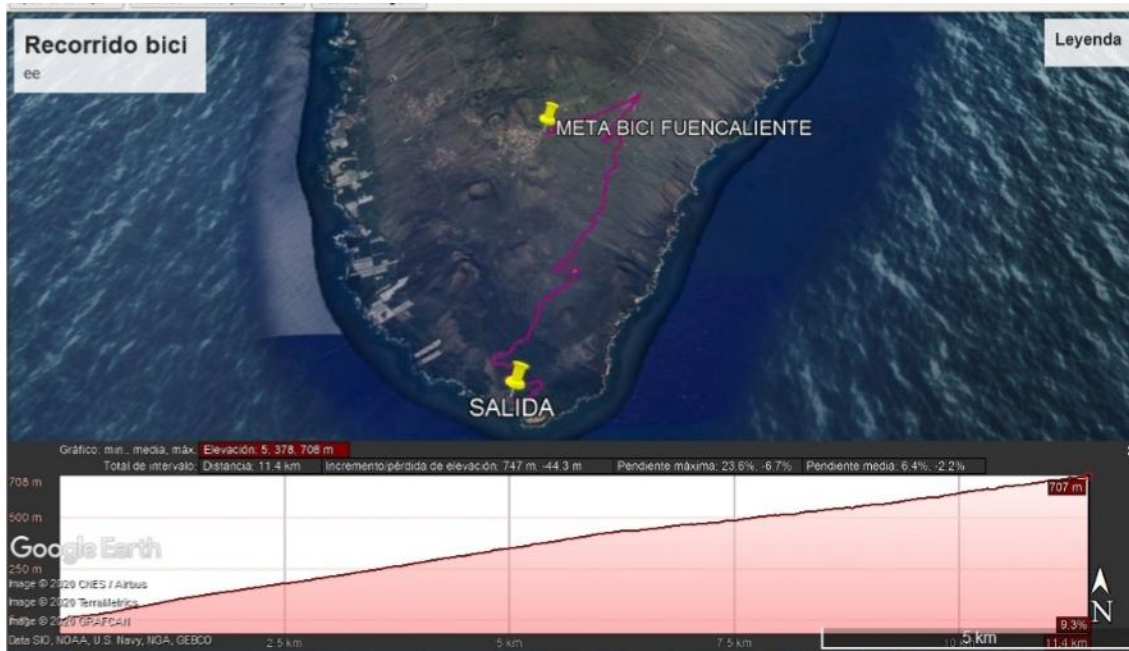 Recorrido bici
ee
Leyenda
META BICI FUENCALIENTE
SALIDA
Gráfico: min., media, máx. Elevación: 5, 378, 708 m
Total de intervalo: Distancia: 11.4 km Incremento/pérdida de elevación: 747 m, -44.3 m Pendiente máxima: 23.6%, -6.7% Pendiente media: 6.4%, -2.2%
708 m
707 m
500 m
Google Earth
250 m
Image © 2020 CNES / Airbus
Image © 2020 TerraMetrics
Image © 2020 GRAFCAN
Data SIO, NOAA, U.S. Navy, NGA, GEBCO
N
9.3%
2.5 km
5 km
7.5 km
10 km
5 km
11.4 km